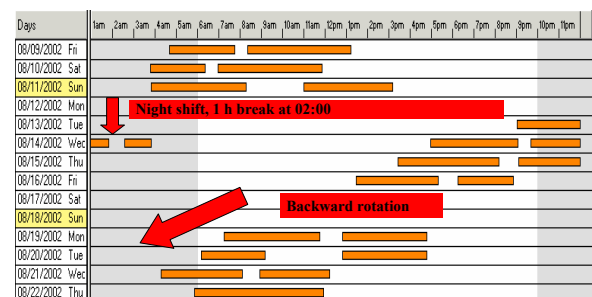 Days 1am 2am 3am 4am 5am 6am 7am 8am 9am 10am 11am 12am 1pm 2pm 3pm 4pm 5pm 6pm 7pm 8pm 9pm 10pm 11pm
08/09/2002 Fri
08/10/2002 Sat
08/11/2002 Sun
08/12/2002 Mon Night shift, 1 h break at 02:00
08/13/2002 Tue
08/14/2002 Wed
08/15/2002 Thu
08/16/2002 Fri
08/17/2002 Sat
08/18/2002 Sun Backward rotation
08/19/2002 Mon
08/20/2002 Tue
08/21/2002 Wed
08/22/2002 Thu